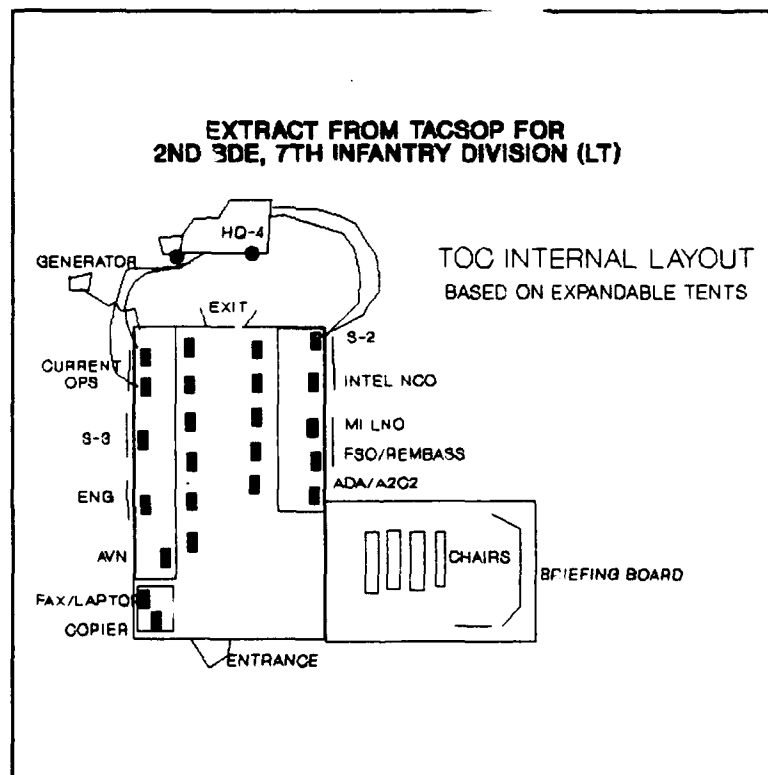 EXTRACT FROM TACSOP FOR
2ND BDE, 7TH INFANTRY DIVISION (LT)
HQ-4
GENERATOR
TOC INTERNAL LAYOUT
BASED ON EXPANDABLE TENTS
EXIT
S-2
CURRENT
OPS
INTEL NCO
MI LNO
S-3
FSO/REMBASS
ADA/A2C2
ENG
AVN
CHAIRS
BRIEFING BOARD
FAX/LAPTOP
COPIER
ENTRANCE